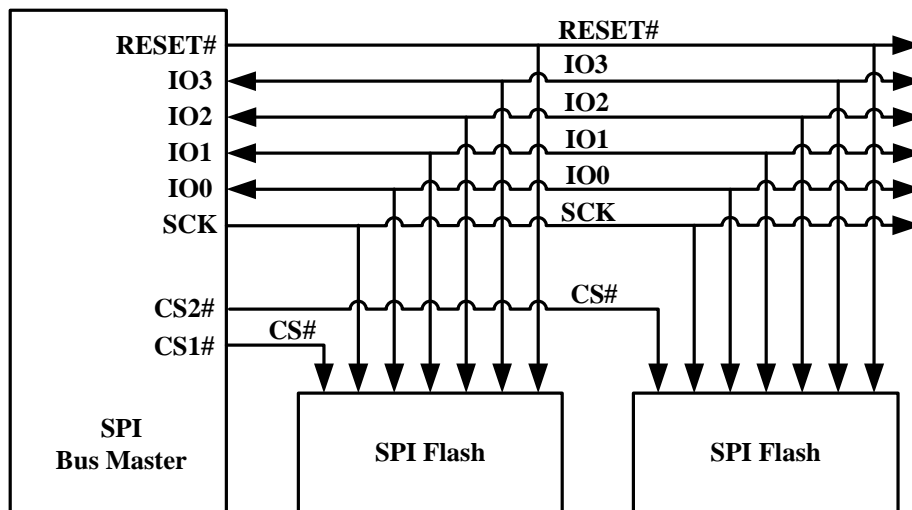 RESET#
RESET#
IO3
IO3
IO2
IO2
IO1
IO1
IO0
IO0
SCK
SCK
CS2#
CS#
CS1#
CS#
SPI
Bus Master
SPI Flash
SPI Flash